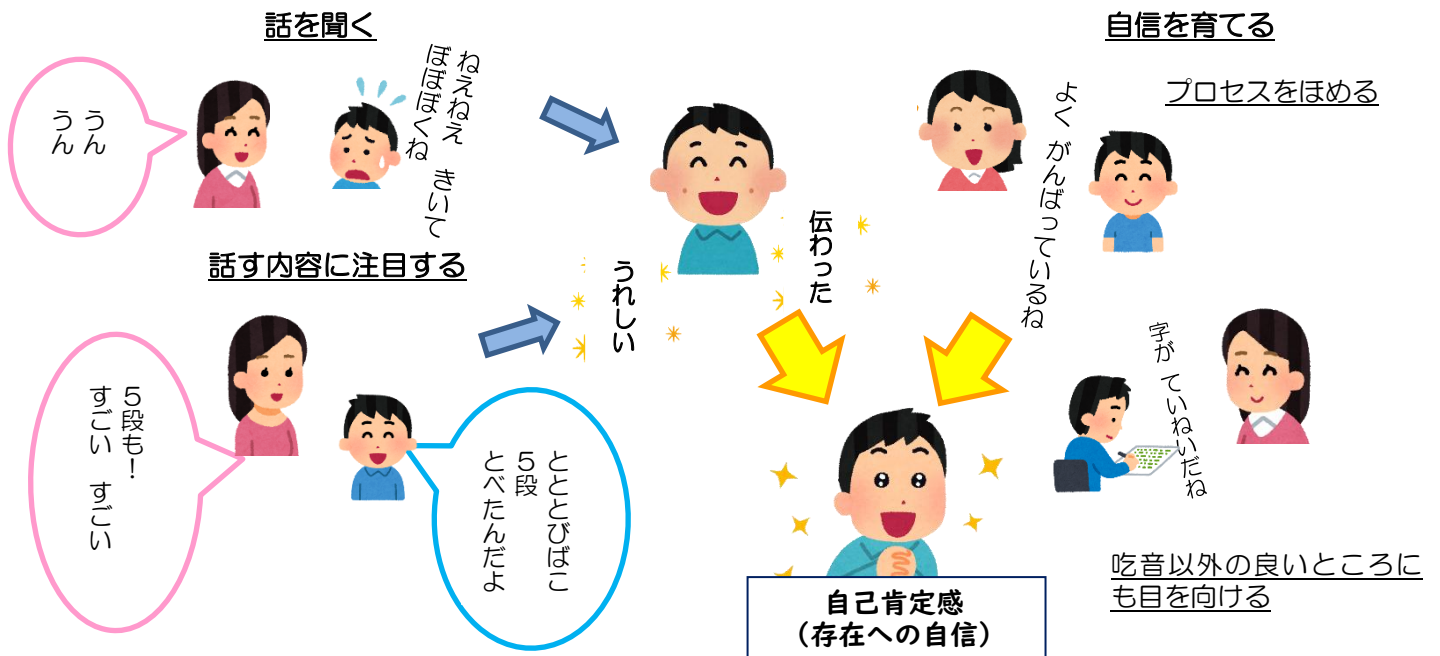 話を聞く
うん
うん
ねえねえ きいて
ぼぼぼくね
話す内容に注目する
5段も!
すごい すごい
とととびばこ
5段
とべたんだよ
うれしい
伝わった
自信を育てる
プロセスをほめる
よく がんばっているね
字が ていねいだね
吃音以外の良いところに
も目を向ける
自己肯定感
(存在への自信)